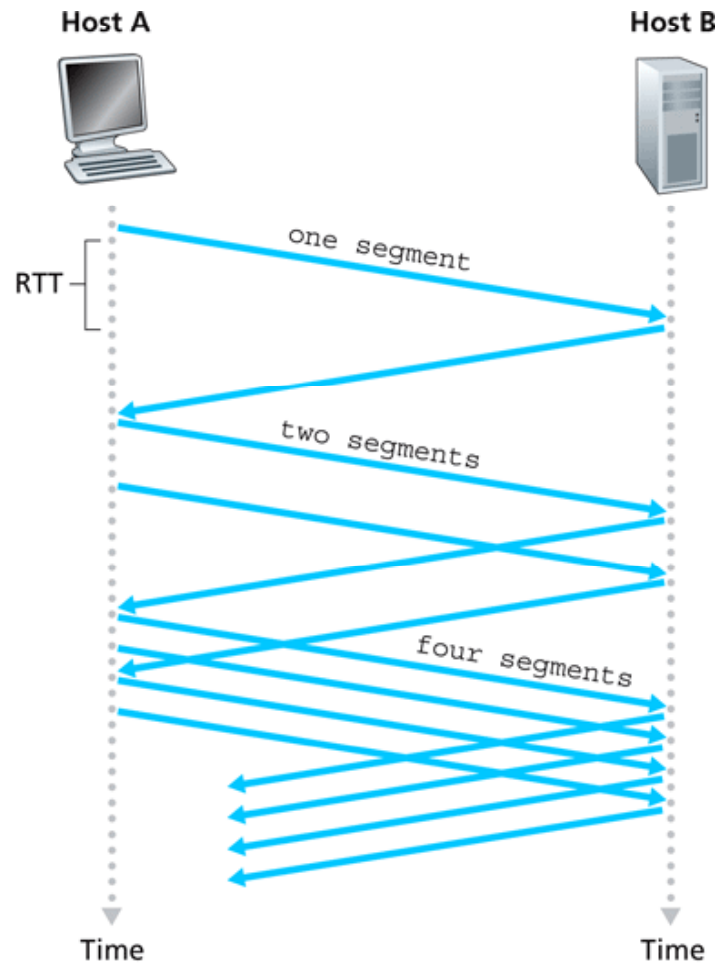 Host A
Host B
one segment
RTT
two segments
four segments
Time
Time